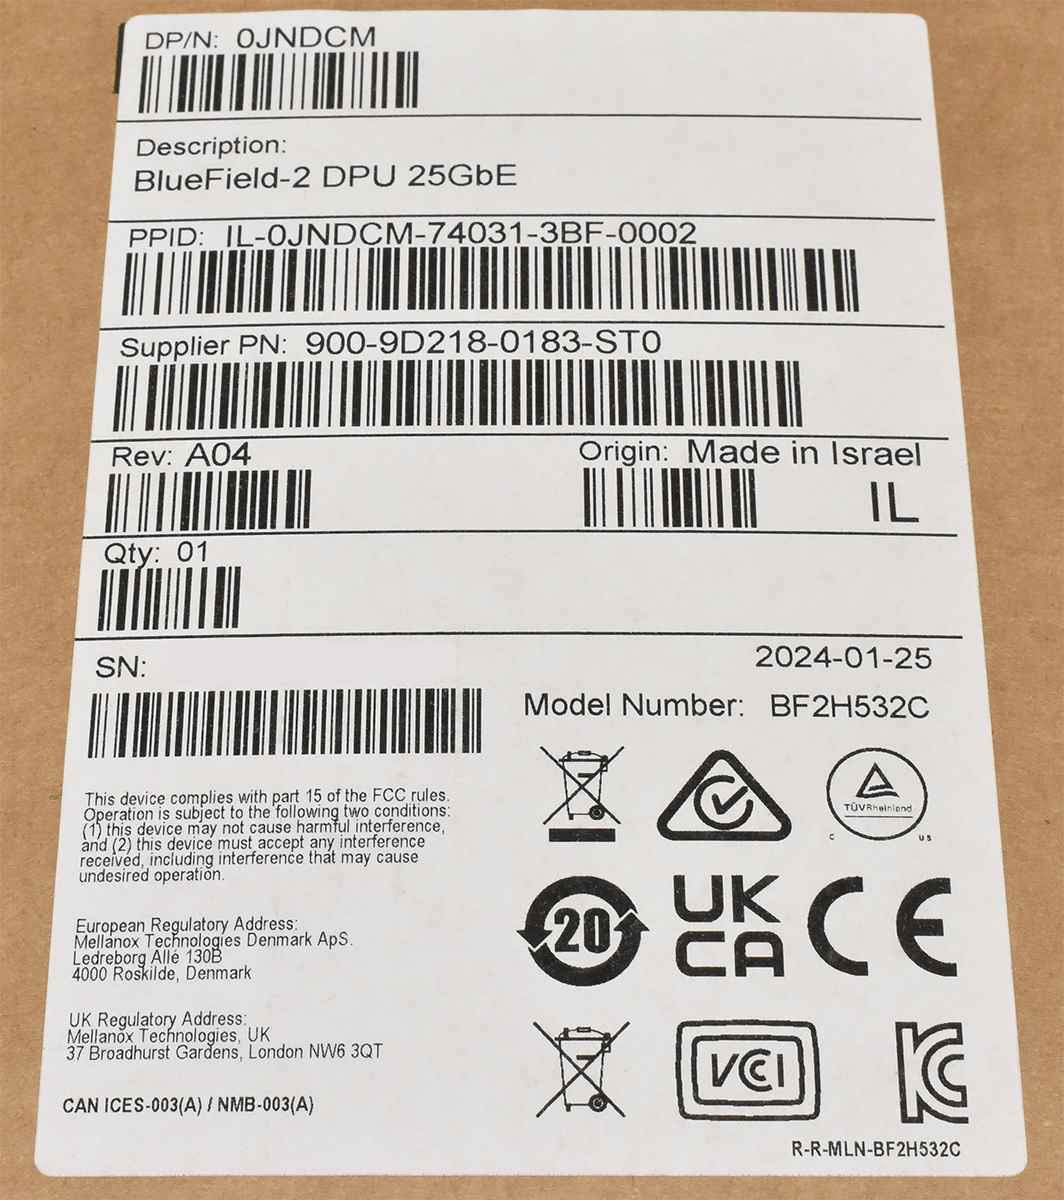 DP/N: 0JNDCM
Description:
BlueField-2 DPU 25GbE
PPID: IL-0JNDCM-74031-3BF-0002
Supplier PN: 900-9D218-0183-ST0
Rev: A04
Origin: Made in Israel
IL
Qty: 01
SN:
2024-01-25
Model Number: BF2H532C
This device complies with part 15 of the FCC rules.
Operation is subject to the following two conditions:
(1) this device may not cause harmful interference,
and (2) this device must accept any interference
received, including interference that may cause
undesired operation.
European Regulatory Address:
Mellanox Technologies Denmark ApS.
Ledreborg Allé 130B
4000 Roskilde, Denmark
UK Regulatory Address:
Mellanox Technologies, UK
37 Broadhurst Gardens, London NW6 3QT
CAN ICES-003(A) / NMB-003(A)
TÜVRheinland
C US
20
UK
CA
CE
VCCI
KC
R-R-MLN-BF2H532C